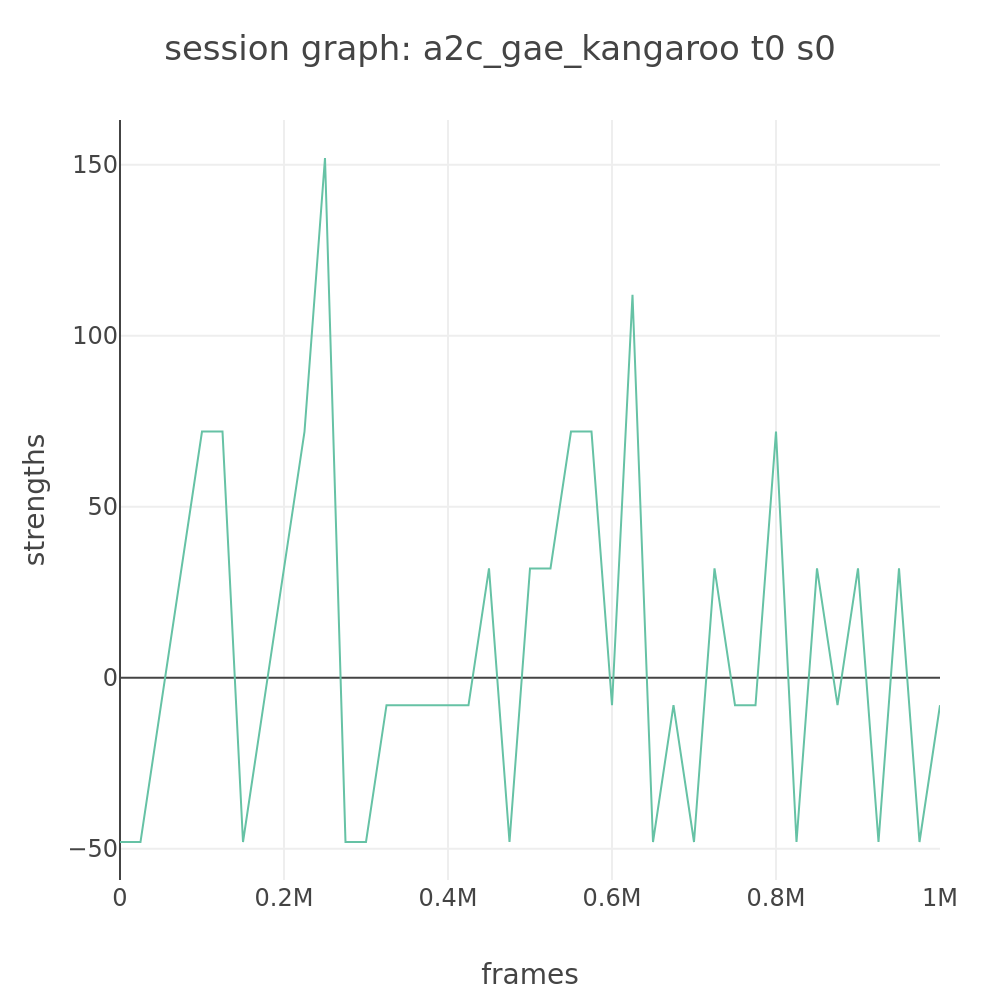 session graph: a2c_gae_kangaroo t0 s0
strengths
150
100
50
0
−50
0
0.2M
0.4M
0.6M
0.8M
1M
frames